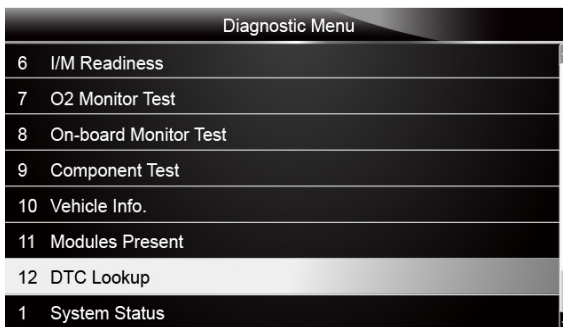 Diagnostic Menu
6 I/M Readiness
7 O2 Monitor Test
8 On-board Monitor Test
9 Component Test
10 Vehicle Info.
11 Modules Present
12 DTC Lookup
1 System Status